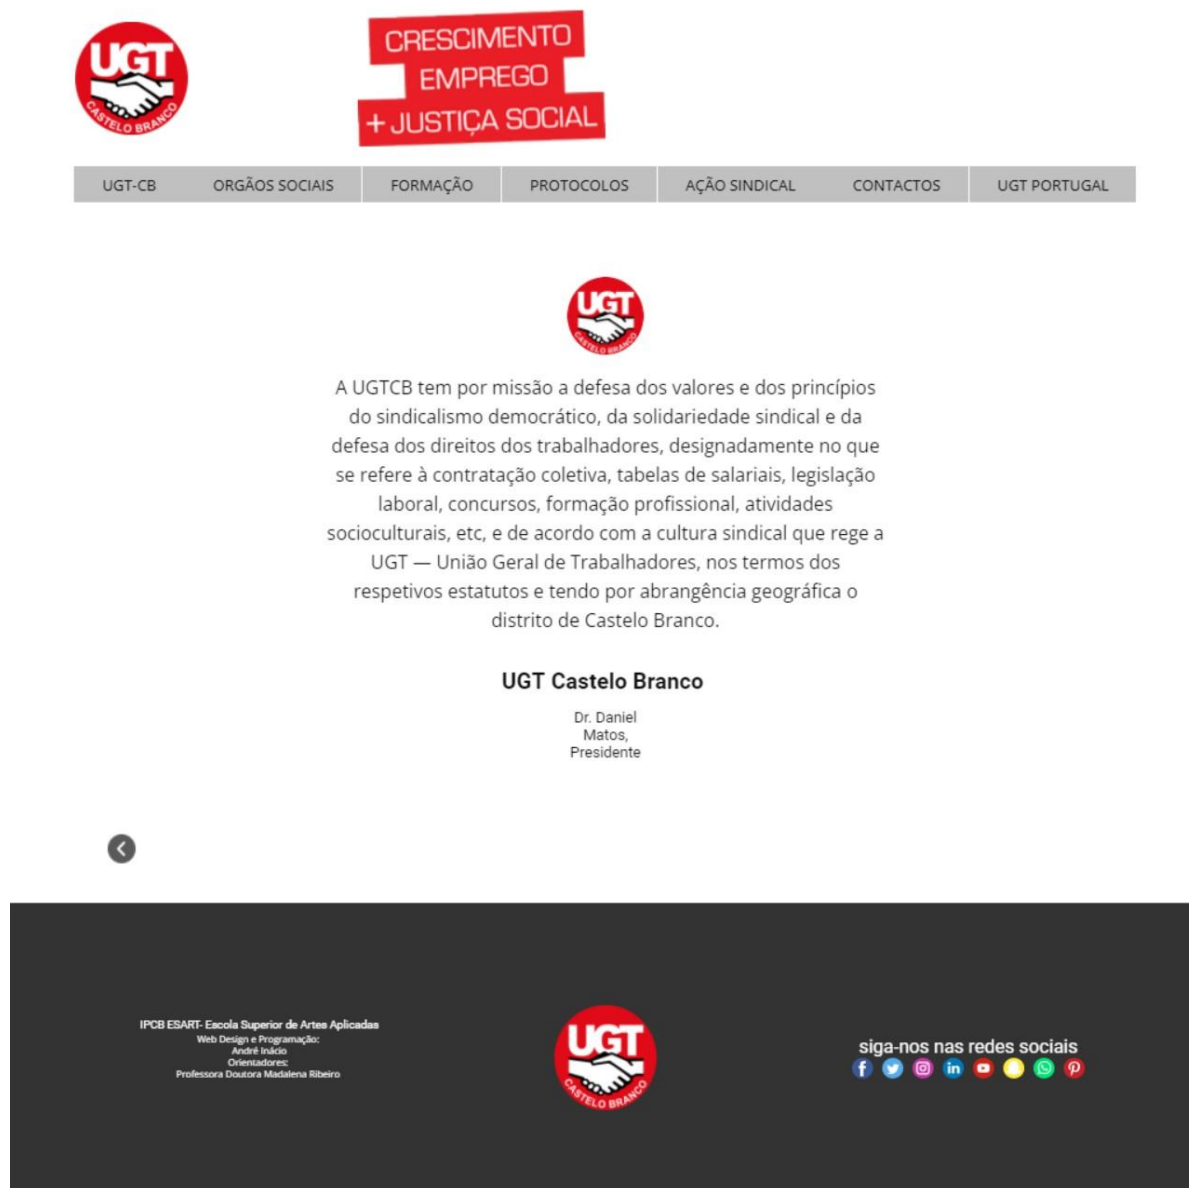 UGT
CASTELO BRANCO
CRESCIMENTO
EMPREGO
+ JUSTIÇA SOCIAL
UGT-CB
ORGÃOS SOCIAIS
FORMAÇÃO
PROTOCOLOS
AÇÃO SINDICAL
CONTACTOS
UGT PORTUGAL
UGT
CASTELO BRANCO
A UGTCB tem por missão a defesa dos valores e dos princípios
do sindicalismo democrático, da solidariedade sindical e da
defesa dos direitos dos trabalhadores, designadamente no que
se refere à contratação coletiva, tabelas de salariais, legislação
laboral, concursos, formação profissional, atividades
socioculturais, etc, e de acordo com a cultura sindical que rege a
UGT — União Geral de Trabalhadores, nos termos dos
respetivos estatutos e tendo por abrangência geográfica o
distrito de Castelo Branco.
UGT Castelo Branco
Dr. Daniel
Matos,
Presidente
IPCB ESART- Escola Superior de Artes Aplicadas
Web Design e Programação:
André Inácio
Orientadores:
Professora Doutora Madalena Ribeiro
UGT
CASTELO BRANCO
siga-nos nas redes sociais